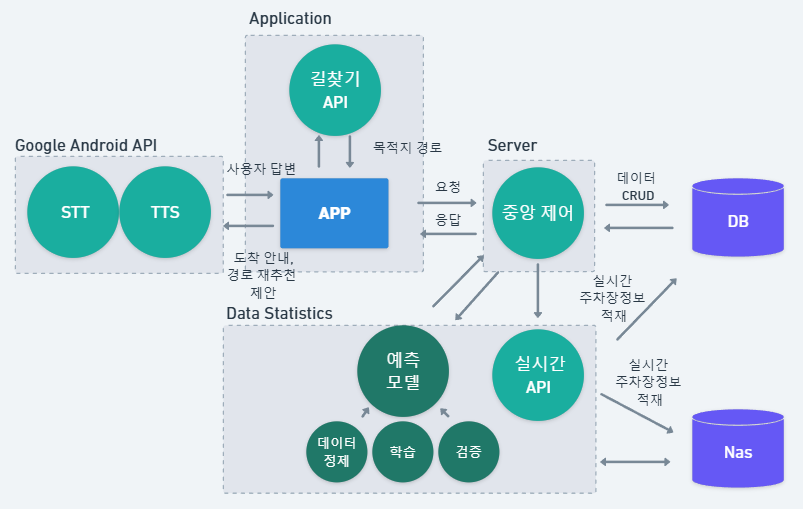 Application
길찾기
API
목적지 경로
Google Android API
STT
TTS
사용자 답변
APP
도착 안내,
경로 재추천
제안
Server
요청
응답
중앙 제어
데이터
CRUD
DB
실시간
주차장정보
적재
Data Statistics
예측
모델
데이터
정제
학습
검증
실시간
API
실시간
주차장정보
적재
Nas